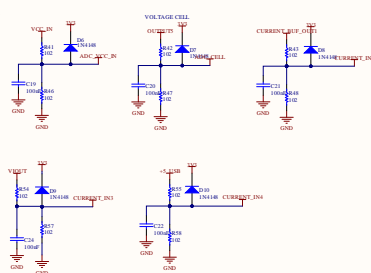 VOLTAGE CELL
VCC_IN
3V3
R41
102
D6
1N4148
ADC_VCC_IN
C19
100nF
R46
102
GND
GND
OUTPUT5
3V3
R42
102
D7
1N4148
C20
100nF
R47
102
GND
GND
CURRENT_BUF_OUT1
3V3
R43
102
D8
1N4148
C21
100nF
R48
102
GND
GND
VIOUT
3V3
R54
102
D9
1N4148
CURRENT_IN3
C24
100nF
R57
102
GND
GND
+5_USB
3V3
R55
102
D10
1N4148
CURRENT_IN4
C22
100nF
R58
102
GND
GND